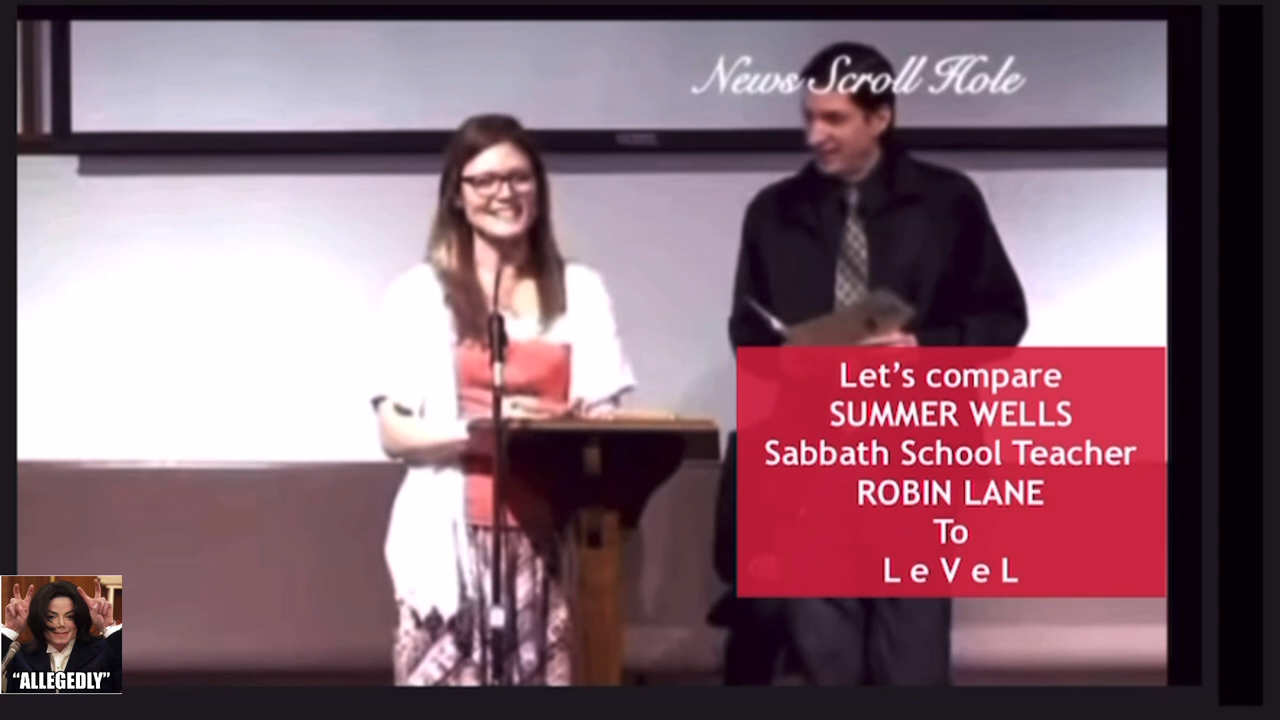 News Scroll Hole
Let's compare
SUMMER WELLS
Sabbath School Teacher
ROBIN LANE
To
L e V e L
"ALLEGEDLY"